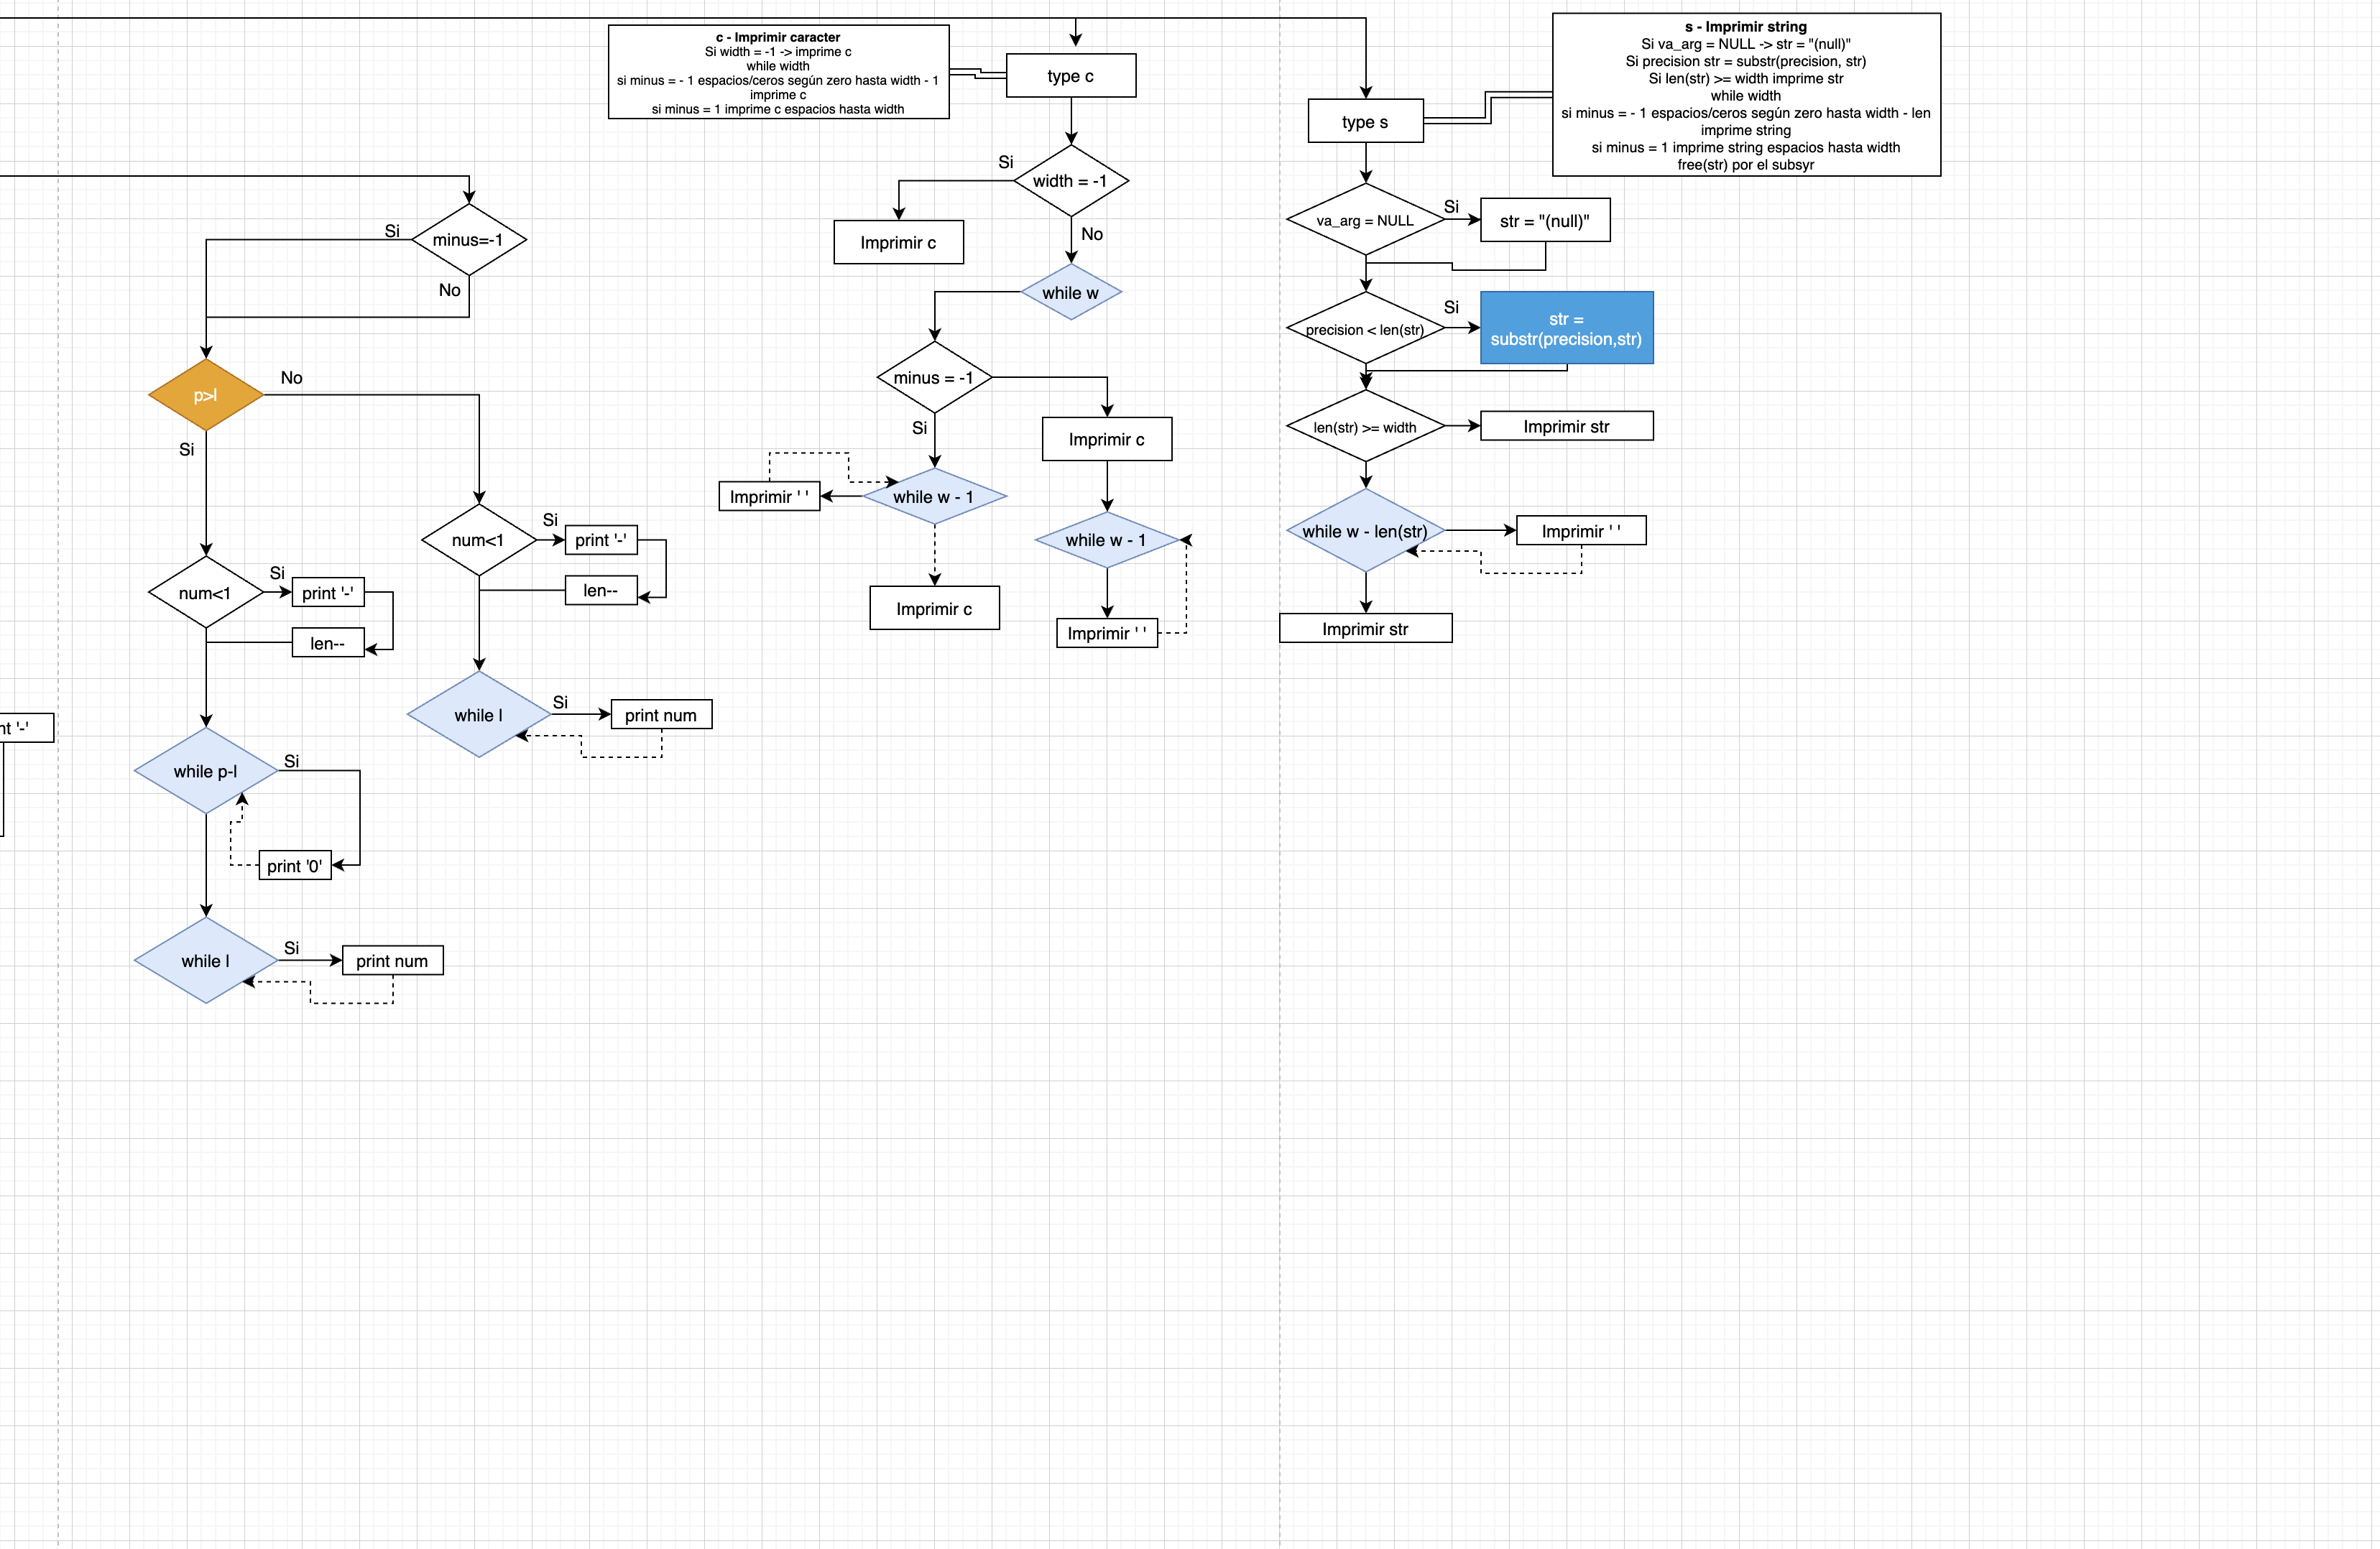 c - Imprimir caracter
Si width = -1 -> imprime c
while width
si minus = - 1 espacios/ceros según zero hasta width - 1
imprime c
si minus = 1 imprime c espacios hasta width
type c
s - Imprimir string
Si va_arg = NULL -> str = "(null)"
Si precision str = substr(precision, str)
Si len(str) >= width imprime str
while width
si minus = - 1 espacios/ceros según zero hasta width - len
imprime string
si minus = 1 imprime string espacios hasta width
free(str) por el subsyr
type s
minus=-1
Si
No
p>l
No
Si
num<1
Si
print '-'
len--
num<1
Si
print '-'
len--
nt '-'
while l
Si
print num
while p-l
Si
print '0'
while l
Si
print num
Si
width = -1
Imprimir c
No
while w
minus = -1
Si
Imprimir c
Imprimir ' '
while w - 1
while w - 1
Imprimir c
Imprimir ' '
va_arg = NULL
Si
str = "(null)"
precision < len(str)
Si
str =
substr(precision,str)
len(str) >= width
Imprimir str
while w - len(str)
Imprimir ' '
Imprimir str